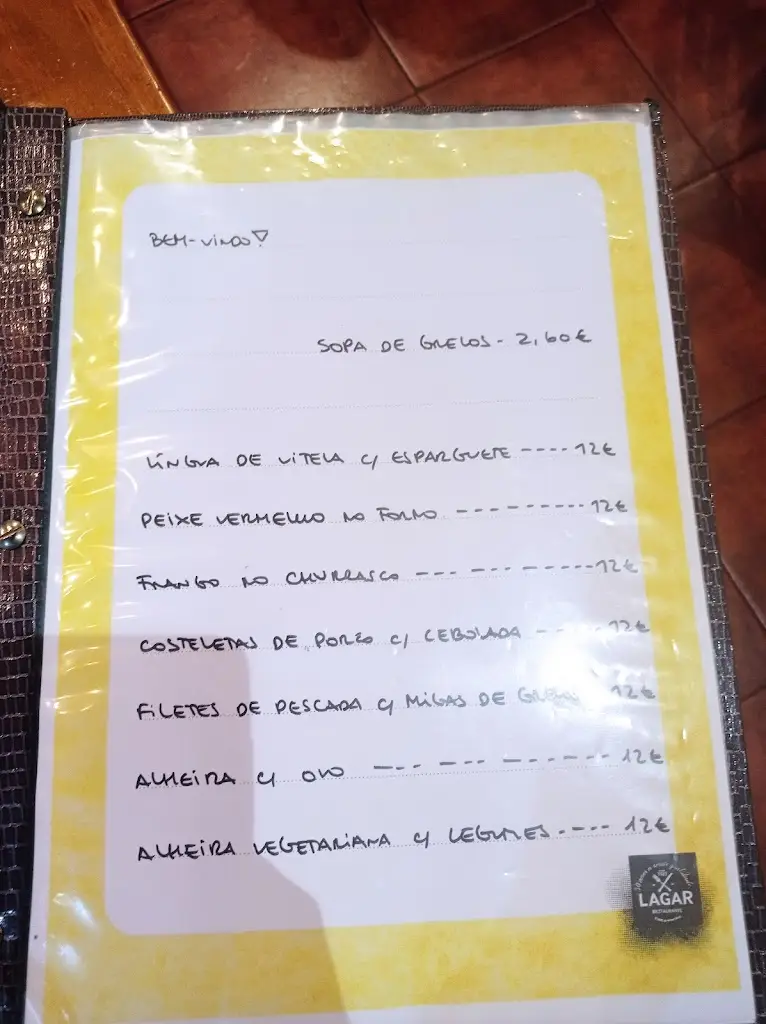 BEM-VINDO!
SOPA DE GRELOS - 2,60€
LÍNGUA DE VITELA C/ ESPARGUETE ---- 12€
PEIXE VERMELHO NO FORNO --------- 12€
FRANGO NO CHURRASCO --- -- ------- 12€
COSTELETAS DE PORCO C/ CEBOLADA -- ---- 12€
FILETES DE PESCADA C/ MIGAS DE GRELOS 12€
ALHEIRA C/ OVO --- -- --- -- --- -- 12€
ALHEIRA VEGETARIANA C/ LEGUMES ---- 12€
LAGAR
RESTAURANTE